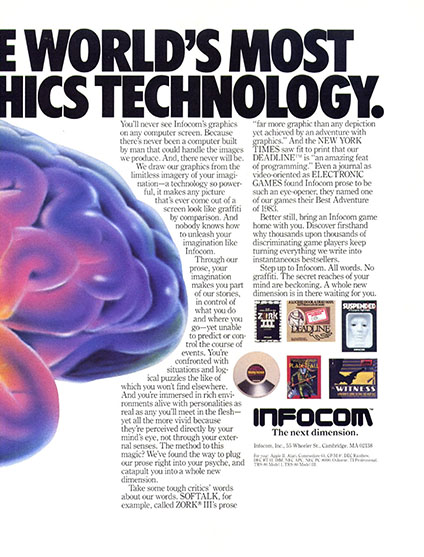 E WORLD'S MOST
HICS TECHNOLOGY.
You'll never see Infocom's graphics
on any computer screen. Because
there's never been a computer built
by man that could handle the images
we produce. And, there never will be.
We draw our graphics from the
limitless imagery of your imagi-
nation—a technology so power-
ful, it makes any picture
that's ever come out of a
screen look like graffiti
by comparison. And
nobody knows how
to unleash your
imagination like
Infocom.
Through our
prose, your
imagination
makes you part
of our stories,
in control of
what you do
and where you
go—yet unable
to predict or con-
trol the course of
events. You're
confronted with
situations and log-
ical puzzles the like of
which you won't find elsewhere.
And you're immersed in rich envi-
ronments alive with personalities as
real as any you'll meet in the flesh—
yet all the more vivid because
they're perceived directly by your
mind's eye, not through your exter-
nal senses. The method to this
magic? We've found the way to plug
our prose right into your psyche, and
catapult you into a whole new
dimension.
Take some tough critics' words
about our words. SOFTALK, for
example, called ZORK® III's prose
"far more graphic than any depiction
yet achieved by an adventure with
graphics." And the NEW YORK
TIMES saw fit to print that our
DEADLINE™ is "an amazing feat
of programming." Even a journal as
video-oriented as ELECTRONIC
GAMES found Infocom prose to be
such an eye-opener, they named one
of our games their Best Adventure
of 1983.
Better still, bring an Infocom game
home with you. Discover firsthand
why thousands upon thousands of
discriminating game players keep
turning everything we write into
instantaneous bestsellers.
Step up to Infocom. All words. No
graffiti. The secret reaches of your
mind are beckoning. A whole new
dimension is in there waiting for you.
ZORK
III
DEADLINE
SUSPENDED
INFOCOM
PLANETFALL
WITNESS
INFOCOM™
The next dimension.
Infocom, Inc., 55 Wheeler St., Cambridge, MA 02138